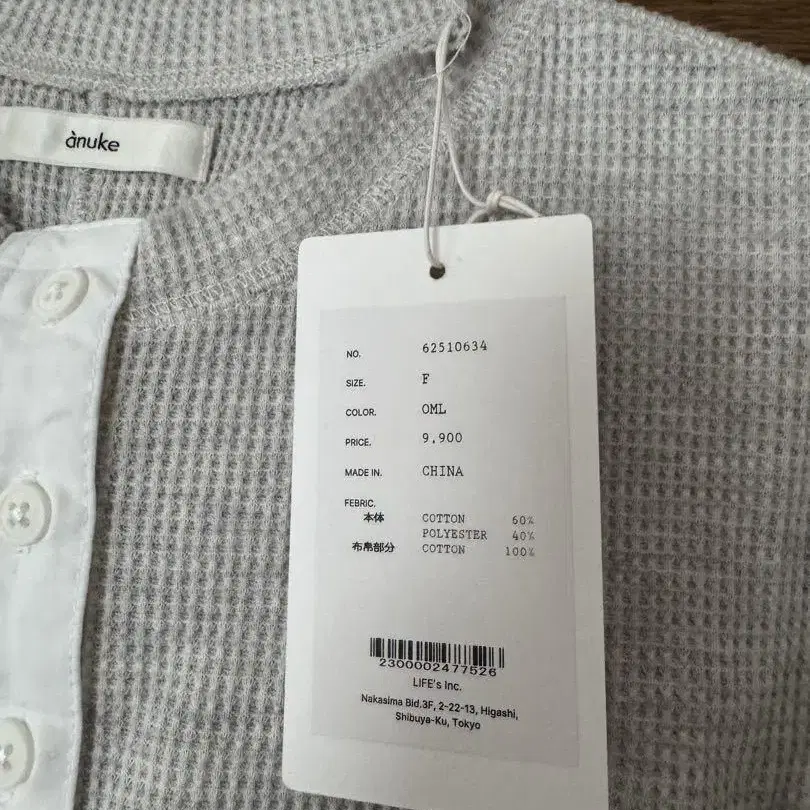 ànuke
NO. 62510634
SIZE. F
COLOR. OML
PRICE. 9,900
MADE IN. CHINA
FEBRIC.
本体 COTTON 60%
POLYESTER 40%
布帛部分 COTTON 100%
2300002477526
LIFE's Inc.
Nakasima Bld.3F, 2-22-13, Higashi,
Shibuya-Ku, Tokyo